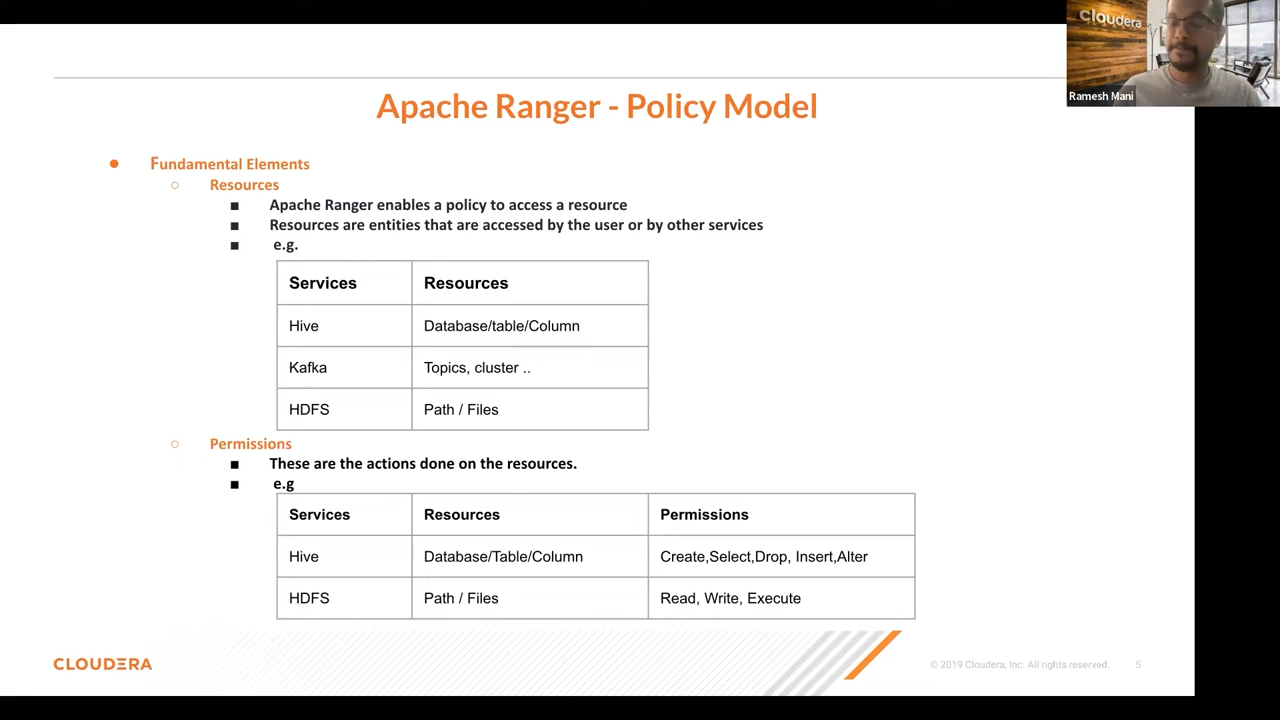 cloudera
Ramesh Mani
Apache Ranger - Policy Model
● Fundamental Elements
○ Resources
■ Apache Ranger enables a policy to access a resource
■ Resources are entities that are accessed by the user or by other services
■ e.g.
Services Resources
Hive Database/table/Column
Kafka Topics, cluster ..
HDFS Path / Files
○ Permissions
■ These are the actions done on the resources.
■ e.g
Services Resources Permissions
Hive Database/Table/Column Create,Select,Drop, Insert,Alter
HDFS Path / Files Read, Write, Execute
CLOUDERA © 2019 Cloudera, Inc. All rights reserved. 5